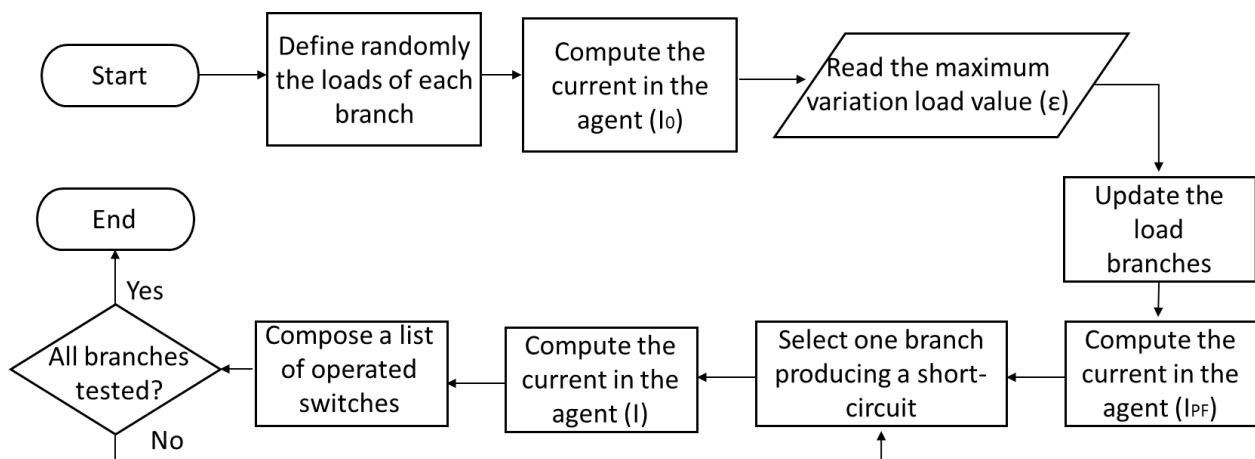 Start
Define randomly
the loads of each
branch
Compute the
current in the
agent (I0)
Read the maximum
variation load value (ε)
Update the
load
branches
Compute the
current in the
agent (IPF)
Select one branch
producing a short-
circuit
Compute the
current in the
agent (I)
Compose a list
of operated
switches
All branches
tested?
Yes
No
End